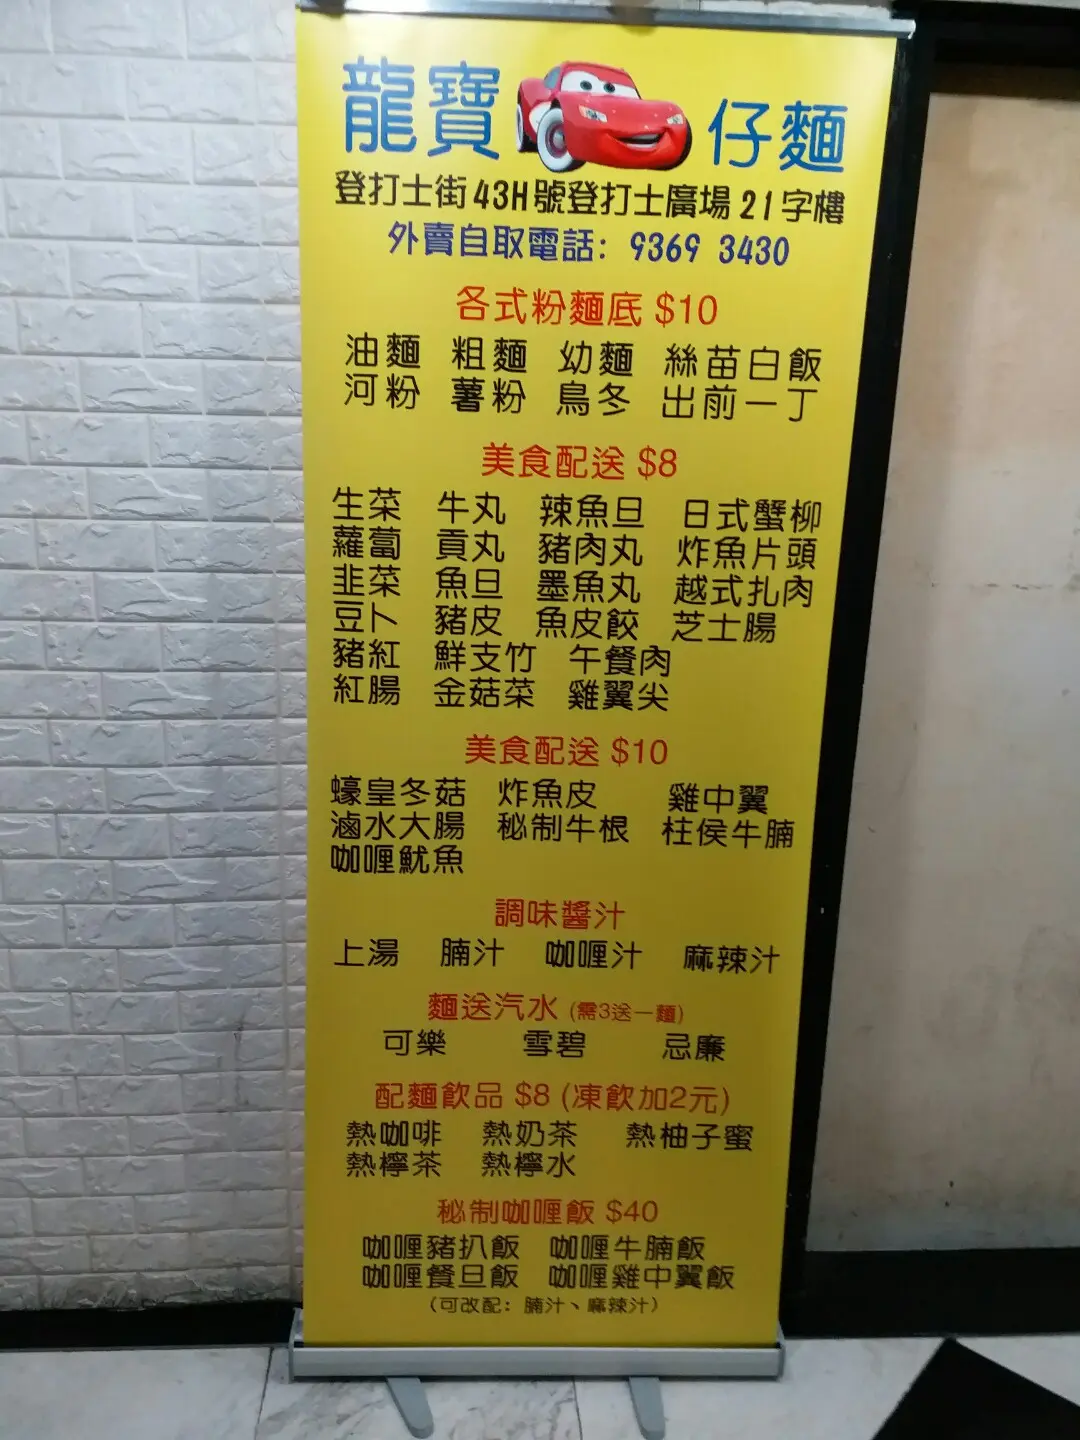 龍寶 仔麵
登打士街43H號登打士廣場 21字樓
外賣自取電話: 9369 3430
各式粉麵底 $10
油麵 粗麵 幼麵 絲苗白飯
河粉 薯粉 烏冬 出前一丁
美食配送 $8
生菜 牛丸 辣魚旦 日式蟹柳
蘿蔔 貢丸 豬肉丸 炸魚片頭
韭菜 魚旦 墨魚丸 越式扎肉
豆卜 豬皮 魚皮餃 芝士腸
豬紅 鮮支竹 午餐肉
紅腸 金菇菜 雞翼尖
美食配送 $10
蠔皇冬菇 炸魚皮 雞中翼
滷水大腸 秘制牛根 柱侯牛腩
咖喱魷魚
調味醬汁
上湯 腩汁 咖喱汁 麻辣汁
麵送汽水 (需3送一麵)
可樂 雪碧 忌廉
配麵飲品 $8 (凍飲加2元)
熱咖啡 熱奶茶 熱柚子蜜
熱檸茶 熱檸水
秘制咖喱飯 $40
咖喱豬扒飯 咖喱牛腩飯
咖喱餐旦飯 咖喱雞中翼飯
(可改配: 腩汁、麻辣汁)